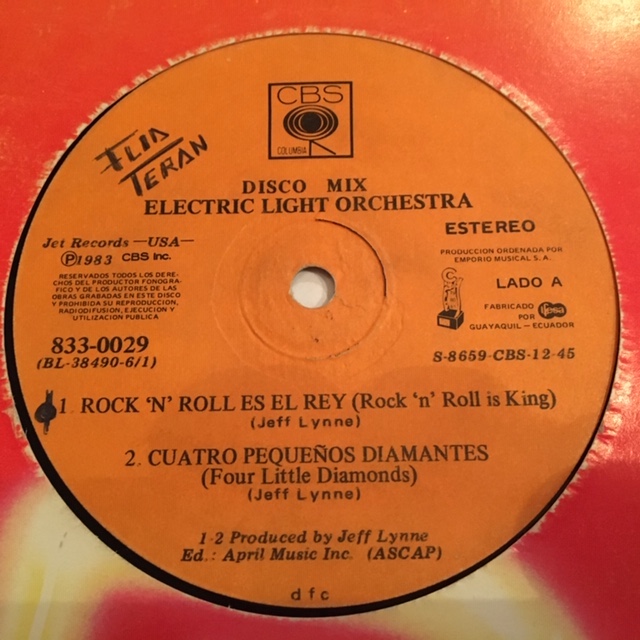 CBS
COLUMBIA
ELIA
TERAN
DISCO MIX
ELECTRIC LIGHT ORCHESTRA
Jet Records —USA—
Ⓟ1983 CBS Inc.
RESERVADOS TODOS LOS DERE-
CHOS DEL PRODUCTOR FONOGRA-
FICO Y DE LOS AUTORES DE LAS
OBRAS GRABADAS EN ESTE DISCO
Y PROHIBIDA SU REPRODUCCION,
RADIODIFUSION, EJECUCION Y
UTILIZACION PUBLICA
833-0029
(BL-38490-6/1)
ESTEREO
PRODUCCION ORDENADA POR
EMPORIO MUSICAL S.A.
LADO A
FABRICADO
POR
GUAYAQUIL – ECUADOR
S-8659-CBS-12-45
1. ROCK ‘N’ ROLL ES EL REY (Rock ‘n’ Roll is King)
(Jeff Lynne)
2. CUATRO PEQUEÑOS DIAMANTES
(Four Little Diamonds)
(Jeff Lynne)
1-2 Produced by Jeff Lynne
Ed.: April Music Inc. (ASCAP)
d f c